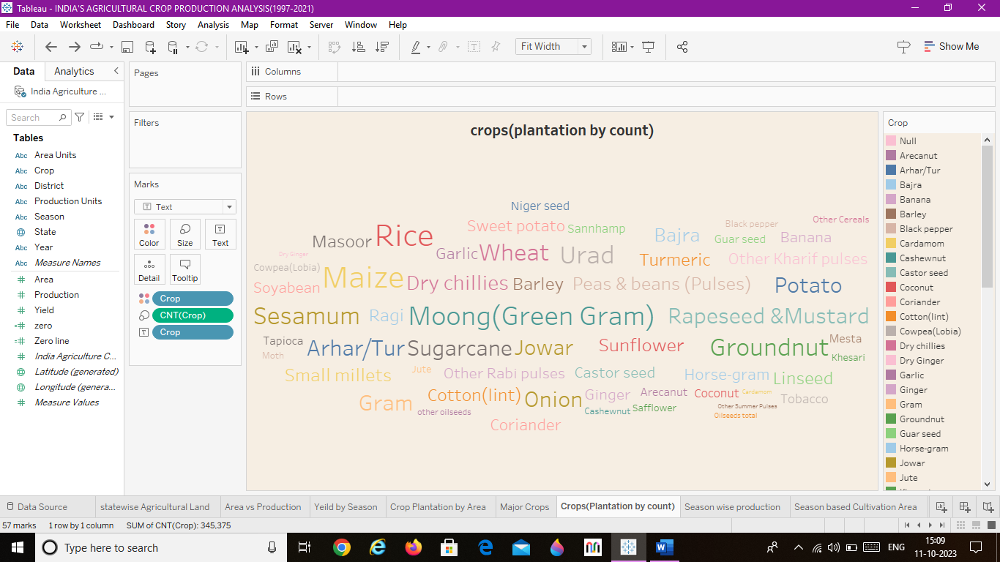 Tableau - INDIA'S AGRICULTURAL CROP PRODUCTION ANALYSIS(1997-2021)
File Data Worksheet Dashboard Story Analysis Map Format Server Window Help
Fit Width
Show Me
Data Analytics
India Agriculture ...
Search
Tables
Abc Area Units
Abc Crop
Abc District
Abc Production Units
Abc Season
State
Abc Year
Abc Measure Names
Area
Production
Yield
zero
Zero line
India Agriculture C...
Latitude (generated)
Longitude (genera...
Measure Values
Pages
Filters
Marks
Text
Color Size Text
Detail Tooltip
Crop
CNT(Crop)
Crop
Columns
Rows
crops(plantation by count)
Niger seed
Sweet potato Sannhamp Black pepper Other Cereals
Masoor Rice Bajra Guar seed Banana
Dry Ginger Garlic Wheat Urad Turmeric Other Kharif pulses
Cowpea(Lobia)
Soyabean Maize Dry chillies Barley Peas & beans (Pulses) Potato
Sesamum Ragi Moong(Green Gram) Rapeseed &Mustard
Tapioca Arhar/Tur Sugarcane Jowar Sunflower Groundnut Mesta
Moth Khesari
Small millets Jute Other Rabi pulses Castor seed Horse-gram Linseed
Gram Cotton(lint) Onion Ginger Arecanut Coconut Cardamom Tobacco
other oilseeds Cashewnut Safflower Other Summer Pulses
Oilseeds total
Coriander
Crop
Null
Arecanut
Arhar/Tur
Bajra
Banana
Barley
Black pepper
Cardamom
Cashewnut
Castor seed
Coconut
Coriander
Cotton(lint)
Cowpea(Lobia)
Dry chillies
Dry Ginger
Garlic
Ginger
Gram
Groundnut
Guar seed
Horse-gram
Jowar
Jute
Data Source statewise Agricultural Land Area vs Production Yeild by Season Crop Plantation by Area Major Crops Crops(Plantation by count) Season wise production Season based Cultivation Area
57 marks 1 row by 1 column SUM of CNT(Crop): 345,375
Type here to search
ENG
15:09
11-10-2023